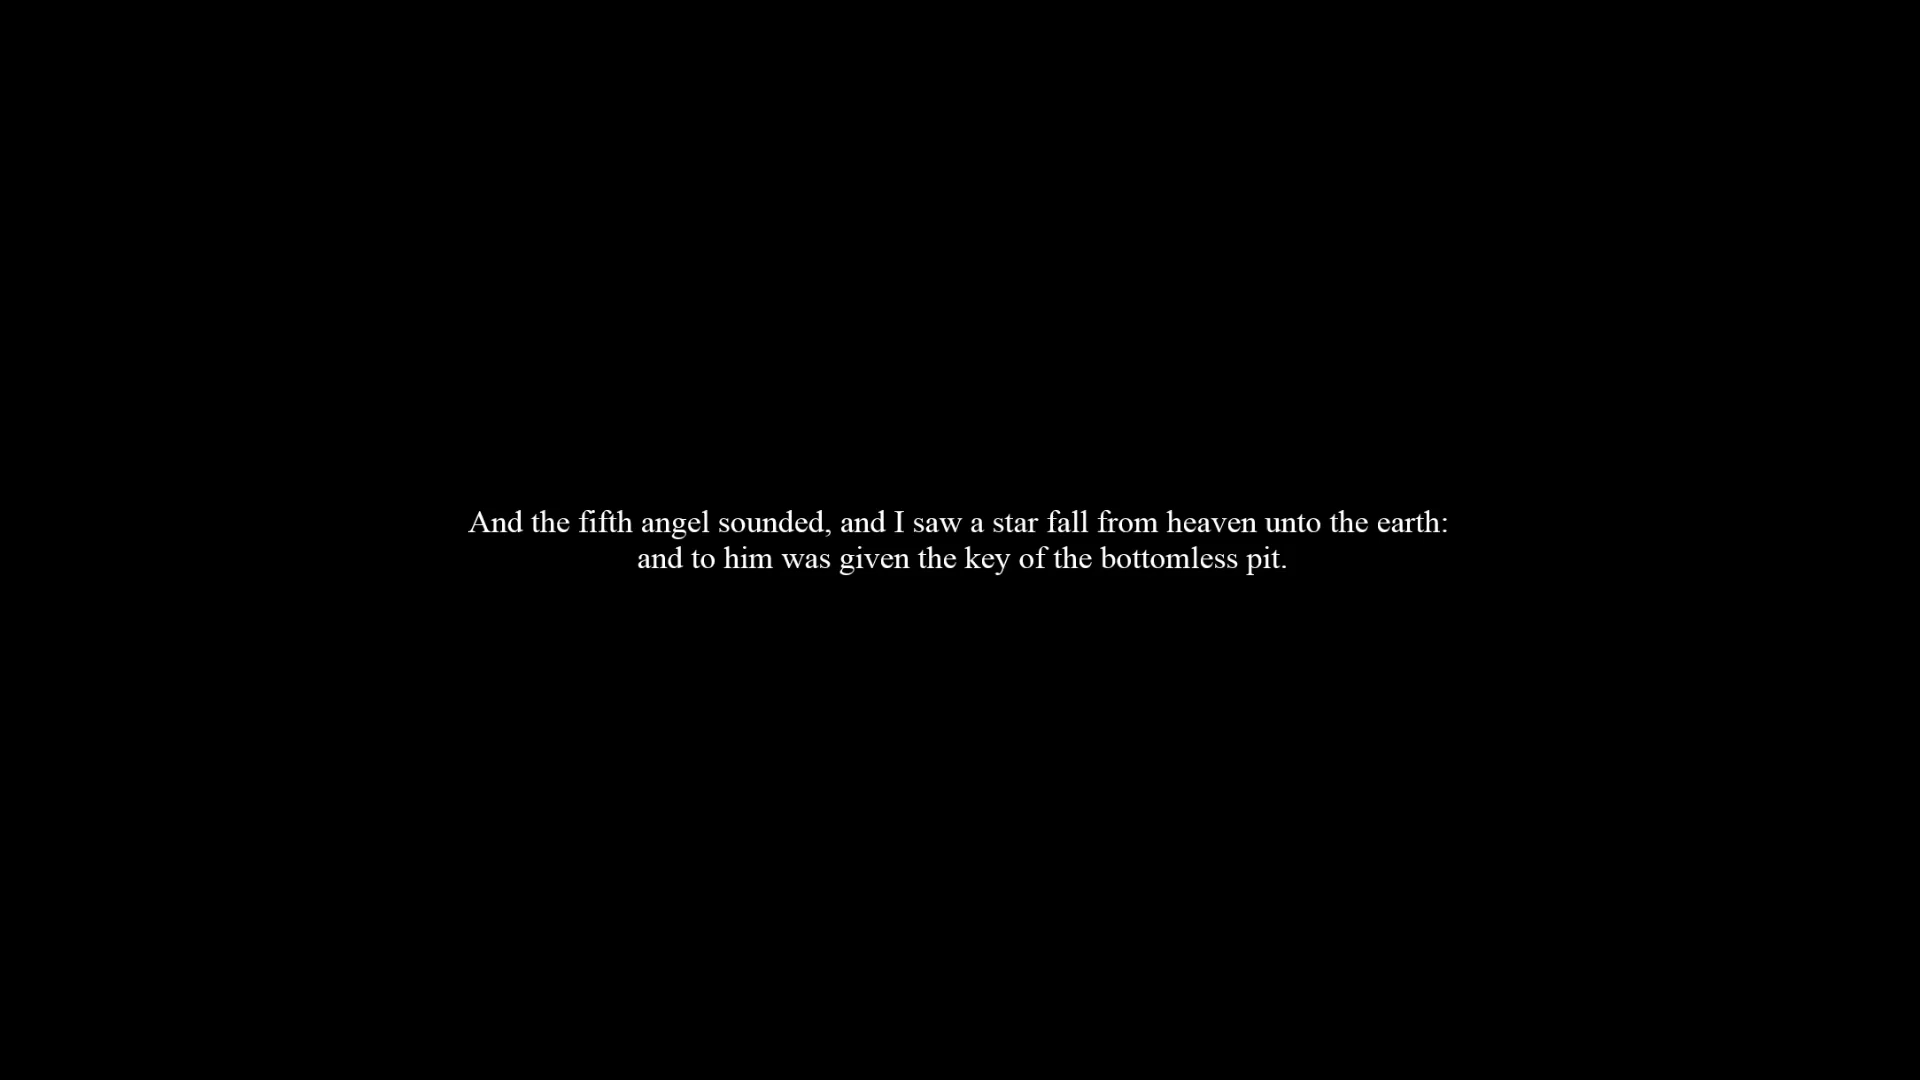 And the fifth angel sounded, and I saw a star fall from heaven unto the earth:
and to him was given the key of the bottomless pit.